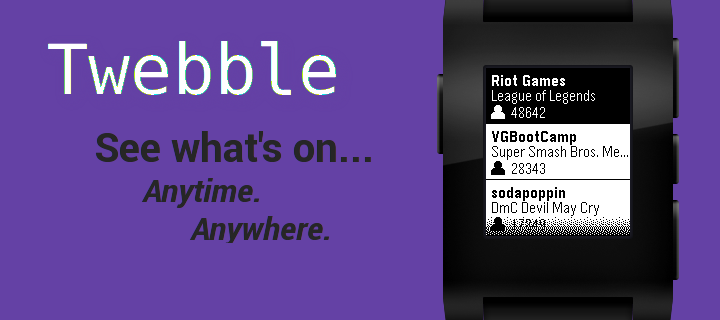 Twebble
See what's on...
Anytime.
Anywhere.
Riot Games
League of Legends
48642
VGBootCamp
Super Smash Bros. Me...
28343
sodapoppin
DmC Devil May Cry